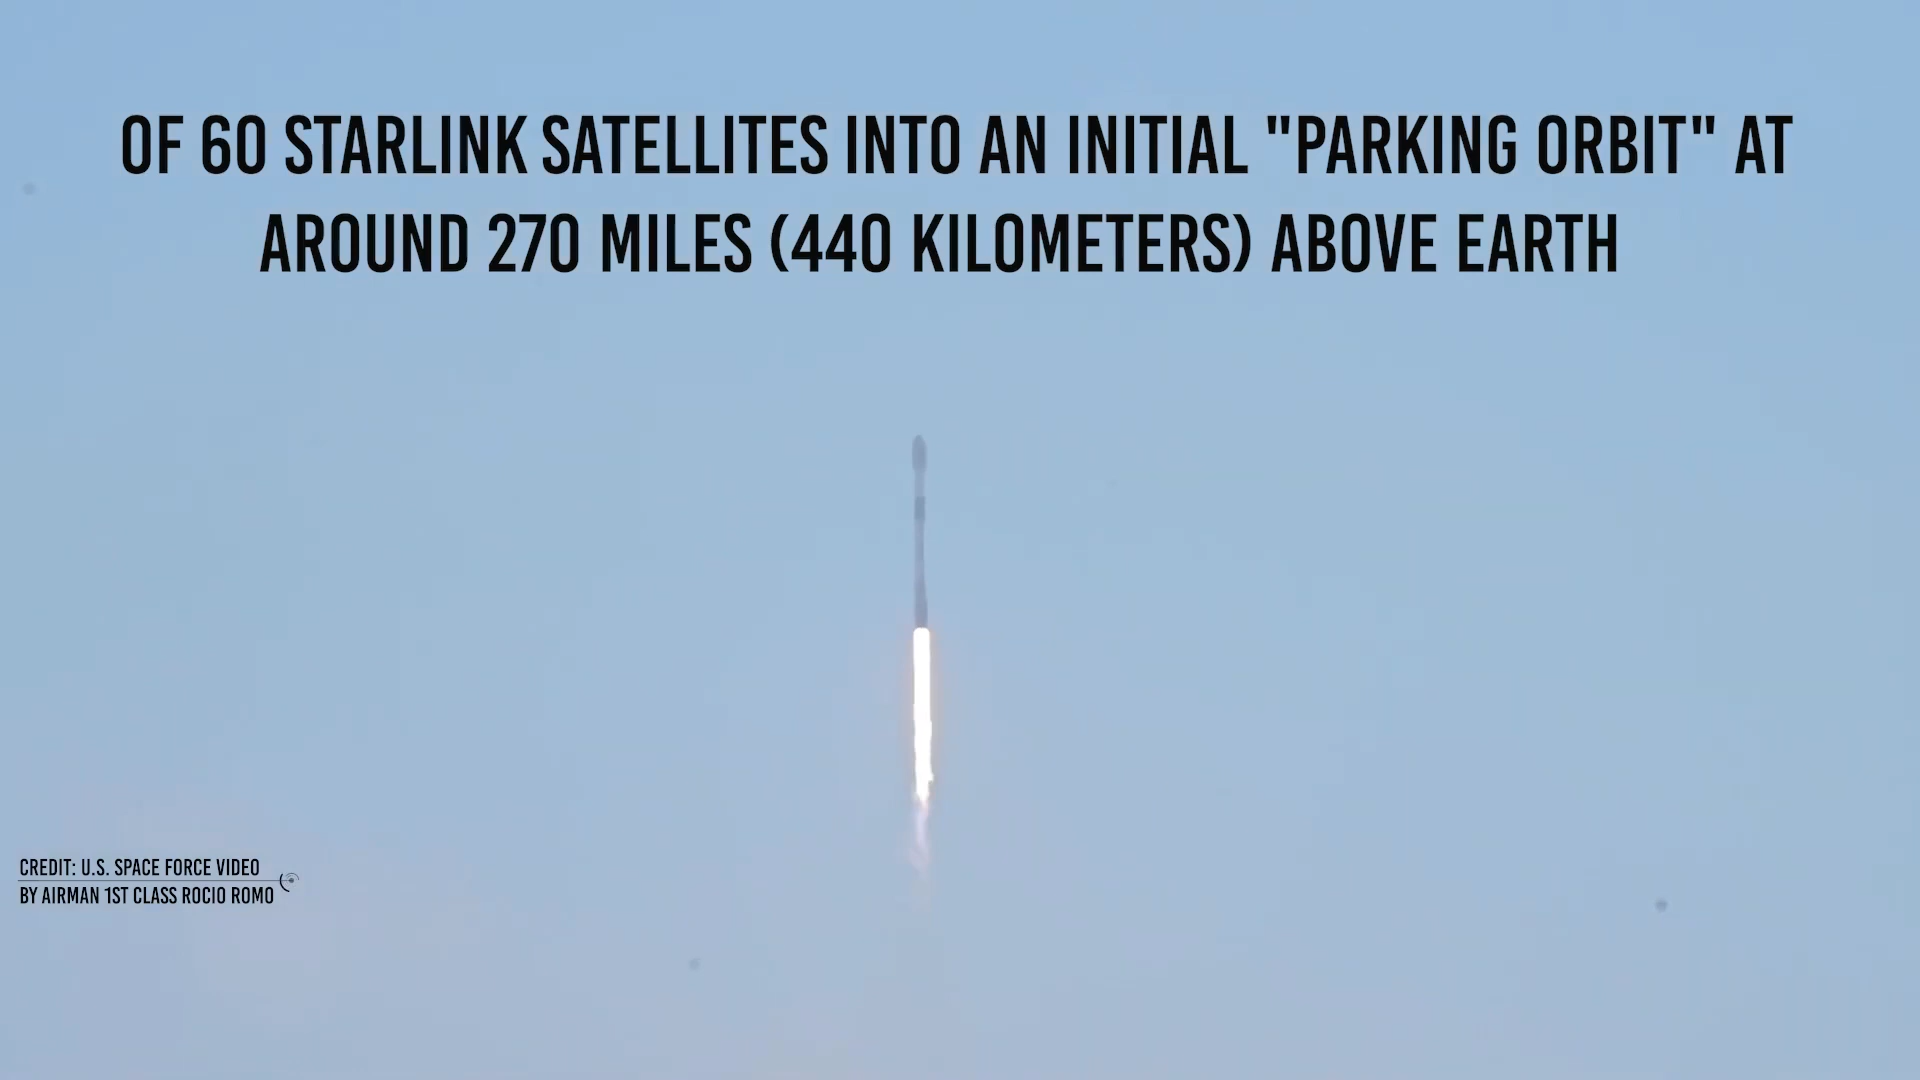 OF 60 STARLINK SATELLITES INTO AN INITIAL "PARKING ORBIT" AT
AROUND 270 MILES (440 KILOMETERS) ABOVE EARTH
CREDIT: U.S. SPACE FORCE VIDEO
BY AIRMAN 1ST CLASS ROCIO ROMO